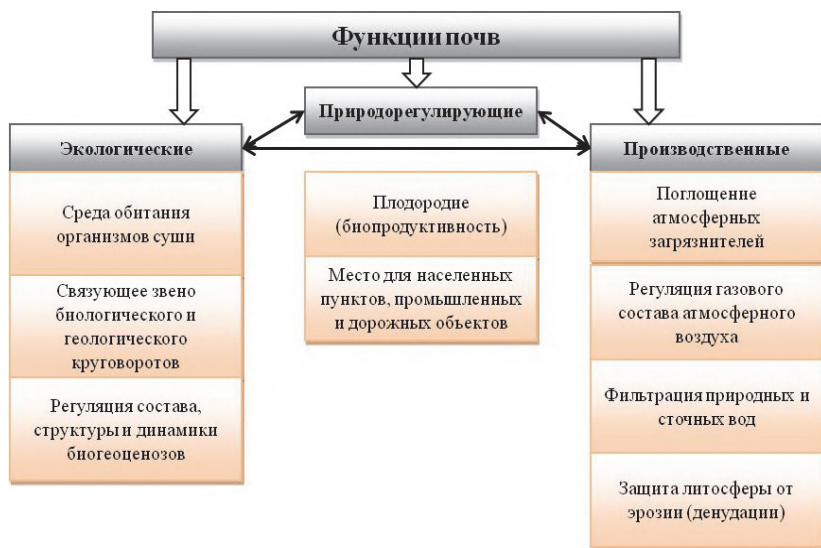 Функции почв
Природорегулирующие
Экологические
Производственные
Среда обитания
организмов суши
Связующее звено
биологического и
геологического
круговоротов
Регуляция состава,
структуры и динамики
биогеоценозов
Плодородие
(биопродуктивность)
Место для населенных
пунктов, промышленных
и дорожных объектов
Поглощение
атмосферных
загрязнителей
Регуляция газового
состава атмосферного
воздуха
Фильтрация природных и
сточных вод
Защита литосферы от
эрозии (денудации)